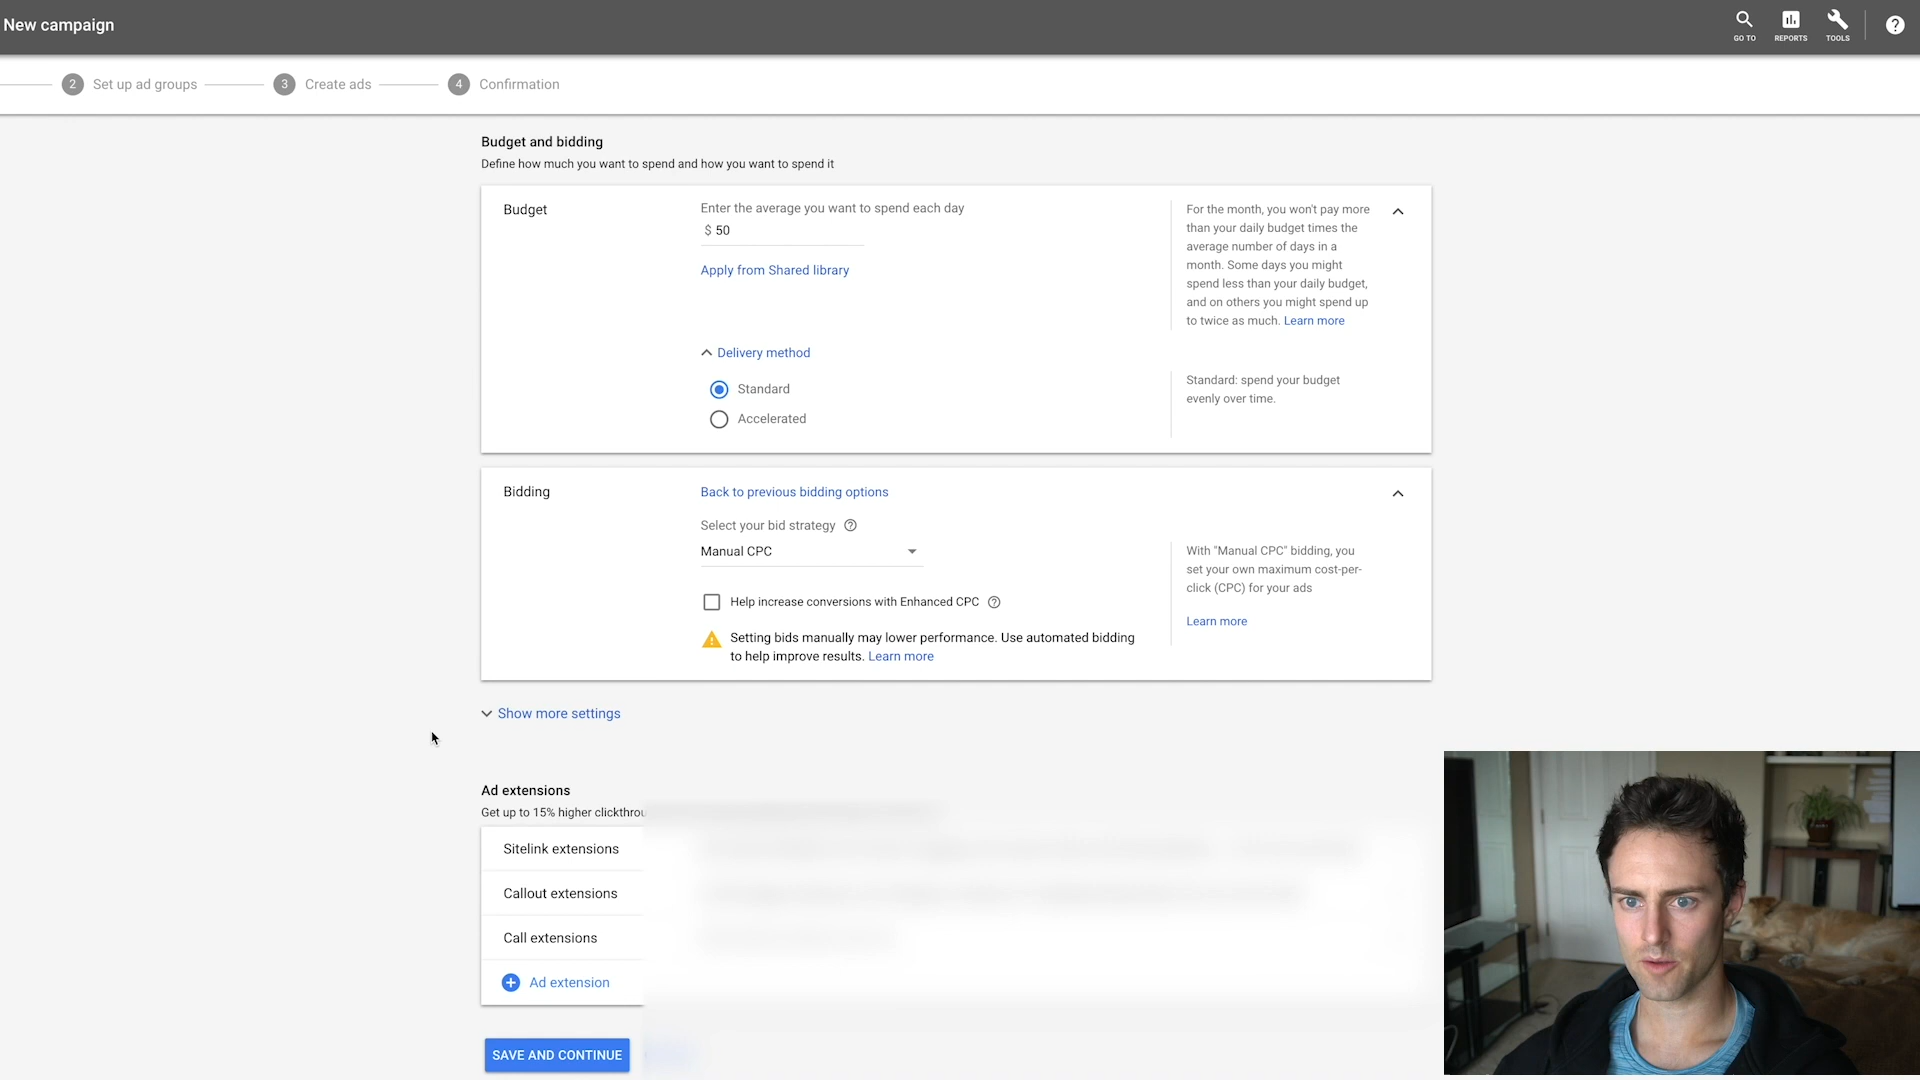 New campaign
GO TO
REPORTS
TOOLS
?
2 Set up ad groups
3 Create ads
4 Confirmation
Budget and bidding
Define how much you want to spend and how you want to spend it
Budget
Enter the average you want to spend each day
$ 50
Apply from Shared library
For the month, you won't pay more
than your daily budget times the
average number of days in a
month. Some days you might
spend less than your daily budget,
and on others you might spend up
to twice as much. Learn more
Delivery method
Standard
Accelerated
Standard: spend your budget
evenly over time.
Bidding
Back to previous bidding options
Select your bid strategy ?
Manual CPC
Help increase conversions with Enhanced CPC ?
Setting bids manually may lower performance. Use automated bidding
to help improve results. Learn more
With "Manual CPC" bidding, you
set your own maximum cost-per-
click (CPC) for your ads
Learn more
Show more settings
Ad extensions
Get up to 15% higher clickthrou
Sitelink extensions
Callout extensions
Call extensions
Ad extension
SAVE AND CONTINUE